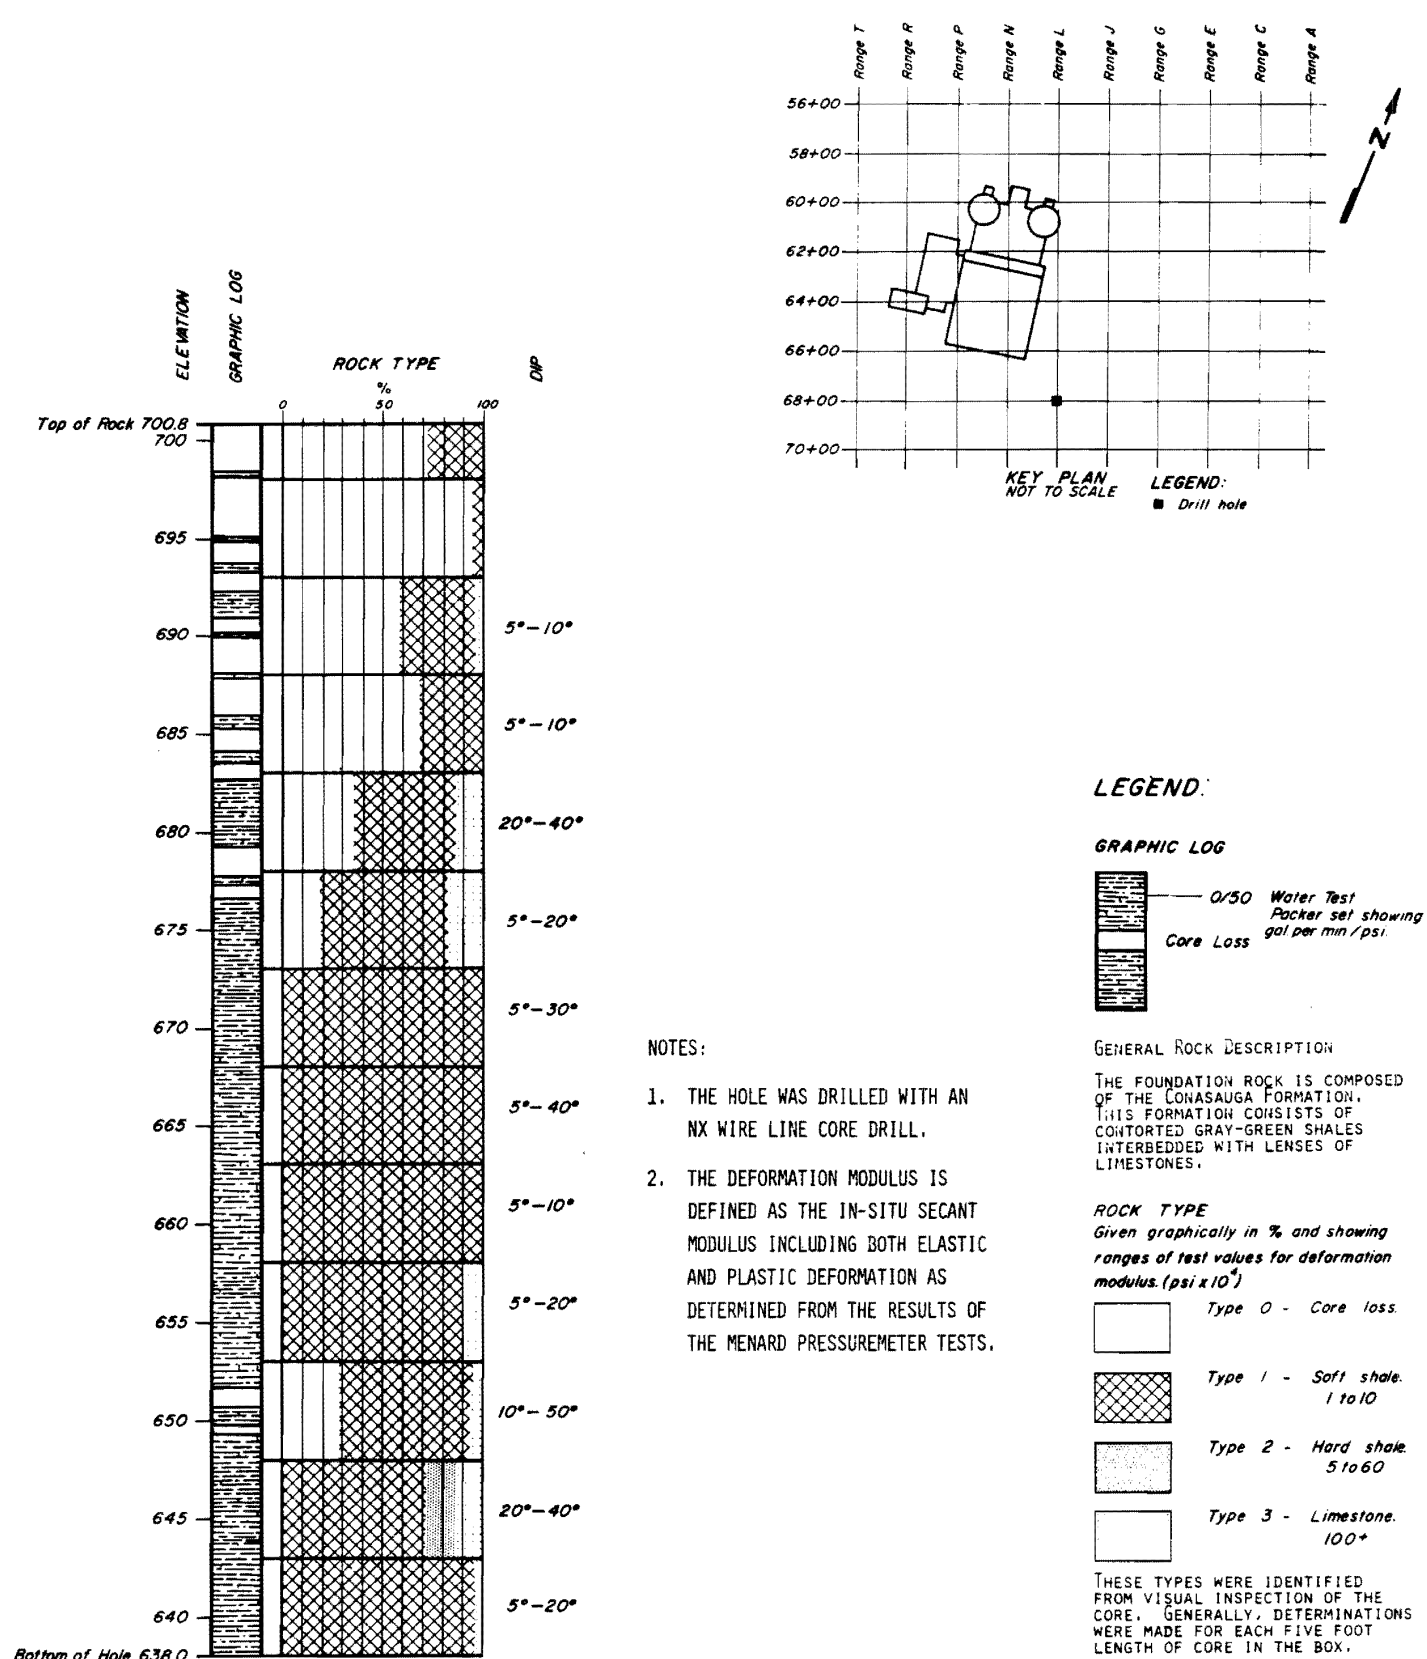 Range T
Range R
Range P
Range N
Range L
Range J
Range G
Range E
Range C
Range A
56+00
58+00
60+00
62+00
64+00
66+00
68+00
70+00
N
KEY PLAN
NOT TO SCALE
LEGEND:
Drill hole
ELEVATION
GRAPHIC LOG
ROCK TYPE
%
0 50 100
DIP
Top of Rock 700.8
700
695
690 5°-10°
685 5°-10°
680 20°-40°
675 5°-20°
670 5°-30°
665 5°-40°
660 5°-10°
655 5°-20°
650 10°-50°
645 20°-40°
640 5°-20°
Bottom of Hole 638.0
NOTES:
1. THE HOLE WAS DRILLED WITH AN
NX WIRE LINE CORE DRILL.
2. THE DEFORMATION MODULUS IS
DEFINED AS THE IN-SITU SECANT
MODULUS INCLUDING BOTH ELASTIC
AND PLASTIC DEFORMATION AS
DETERMINED FROM THE RESULTS OF
THE MENARD PRESSUREMETER TESTS.
LEGEND:
GRAPHIC LOG
0/50 Water Test
Packer set showing
gal per min/psi.
Core Loss
GENERAL ROCK DESCRIPTION
THE FOUNDATION ROCK IS COMPOSED
OF THE CONASAUGA FORMATION.
THIS FORMATION CONSISTS OF
CONTORTED GRAY-GREEN SHALES
INTERBEDDED WITH LENSES OF
LIMESTONES.
ROCK TYPE
Given graphically in % and showing
ranges of test values for deformation
modulus. (psi x 10⁴)
Type 0 - Core loss.
Type 1 - Soft shale.
1 to 10
Type 2 - Hard shale.
5 to 60
Type 3 - Limestone.
100+
THESE TYPES WERE IDENTIFIED
FROM VISUAL INSPECTION OF THE
CORE. GENERALLY, DETERMINATIONS
WERE MADE FOR EACH FIVE FOOT
LENGTH OF CORE IN THE BOX.